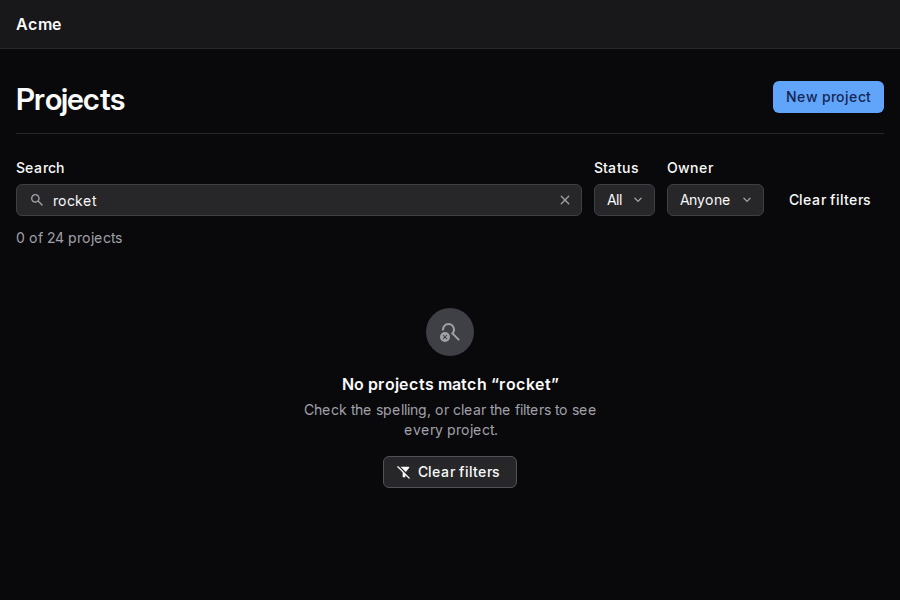 Acme
Projects
New project
Search
Status
Owner
rocket
All
Anyone
Clear filters
0 of 24 projects
No projects match “rocket”
Check the spelling, or clear the filters to see
every project.
Clear filters